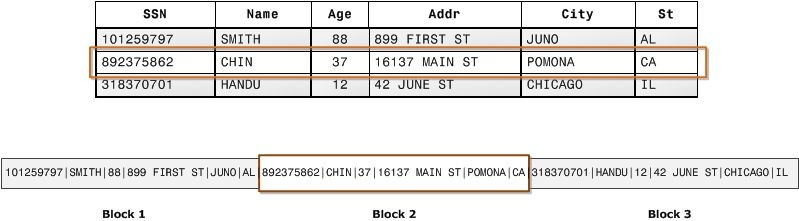 SSN Name Age Addr City St
101259797 SMITH 88 899 FIRST ST JUNO AL
892375862 CHIN 37 16137 MAIN ST POMONA CA
318370701 HANDU 12 42 JUNE ST CHICAGO IL
101259797|SMITH|88|899 FIRST ST|JUNO|AL 892375862|CHIN|37|16137 MAIN ST|POMONA|CA 318370701|HANDU|12|42 JUNE ST|CHICAGO|IL
Block 1 Block 2 Block 3